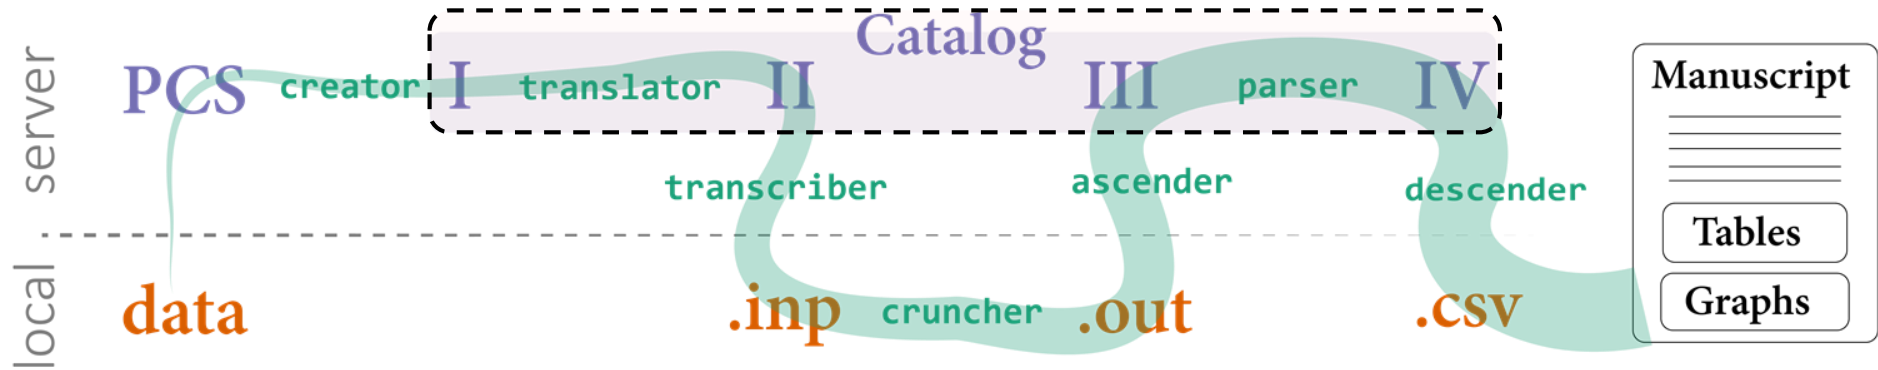 server
local
Catalog
PCS creator I translator II III parser IV
transcriber ascender descender
data .inp cruncher .out .csv
Manuscript
Tables
Graphs